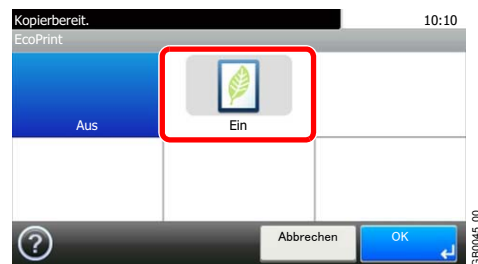 Kopierbereit. 10:10
EcoPrint
Aus Ein
? Abbrechen OK
GB0045_00